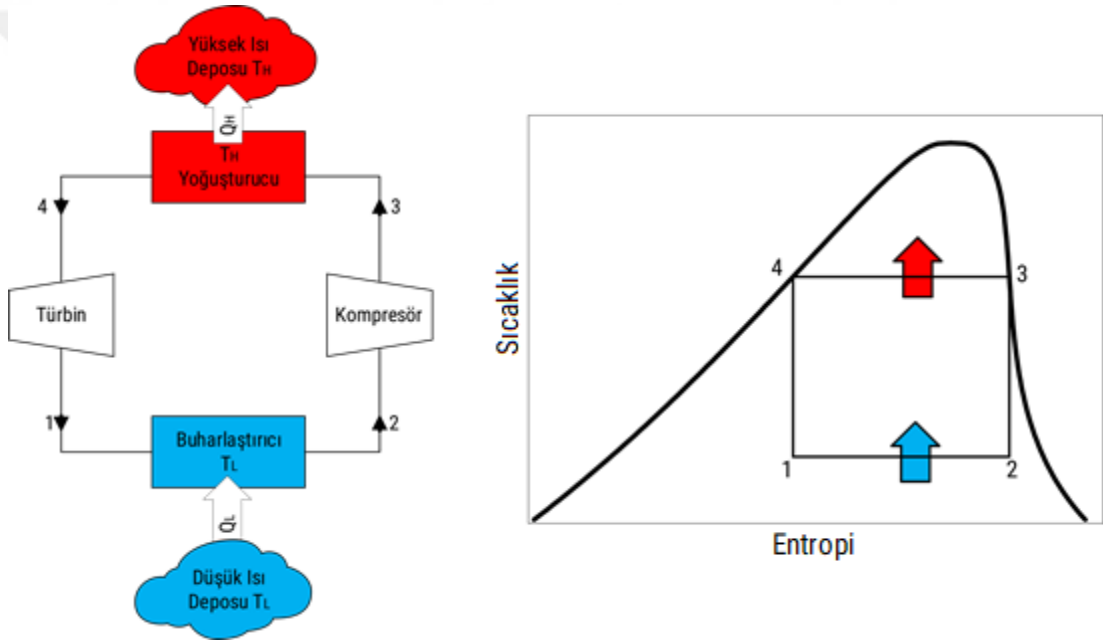 Yüksek Isı
Deposu TH
QH
TH
Yoğuşturucu
4
3
Türbin
Kompresör
1
2
Buharlaştırıcı
TL
QL
Düşük Isı
Deposu TL
Sıcaklık
4
3
1
2
Entropi